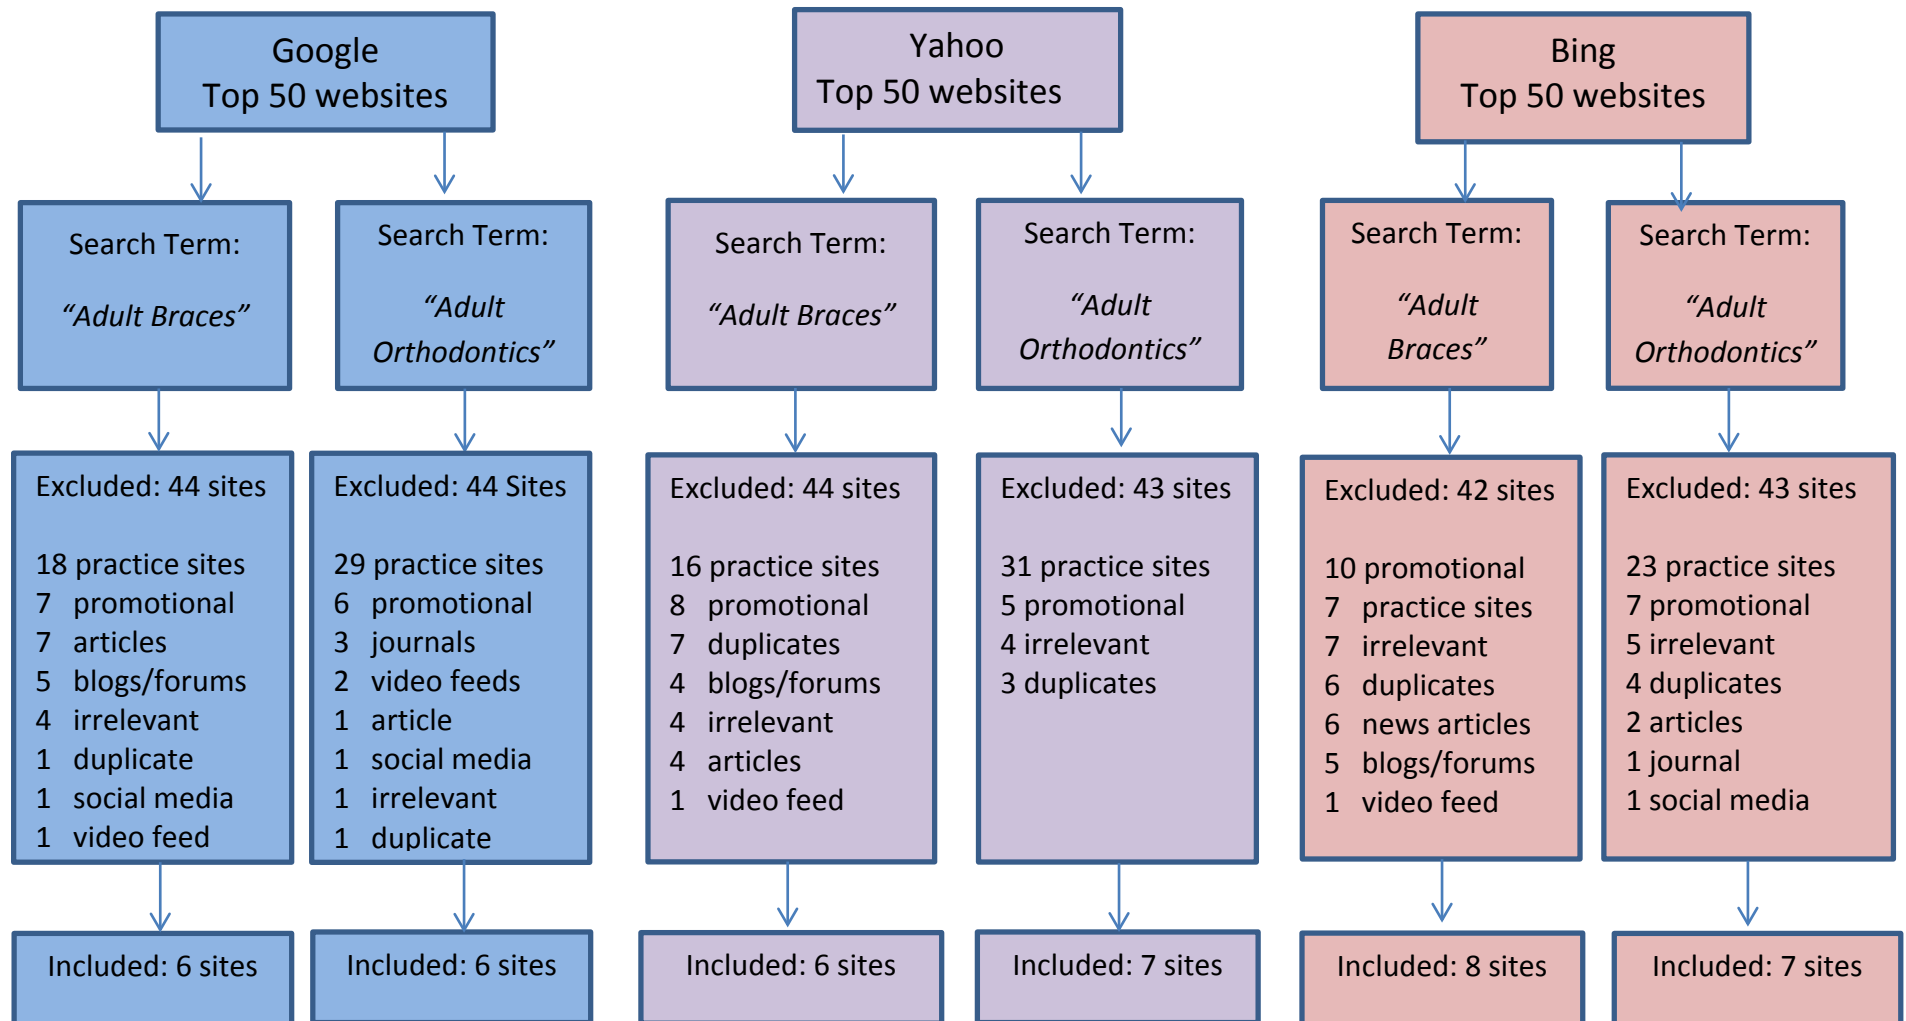 Google
Top 50 websites
Search Term:
“Adult Braces”
Excluded: 44 sites
18 practice sites
7 promotional
7 articles
5 blogs/forums
4 irrelevant
1 duplicate
1 social media
1 video feed
Included: 6 sites
Search Term:
“Adult
Orthodontics”
Excluded: 44 Sites
29 practice sites
6 promotional
3 journals
2 video feeds
1 article
1 social media
1 irrelevant
1 duplicate
Included: 6 sites
Yahoo
Top 50 websites
Search Term:
“Adult Braces”
Excluded: 44 sites
16 practice sites
8 promotional
7 duplicates
4 blogs/forums
4 irrelevant
4 articles
1 video feed
Included: 6 sites
Search Term:
“Adult
Orthodontics”
Excluded: 43 sites
31 practice sites
5 promotional
4 irrelevant
3 duplicates
Included: 7 sites
Bing
Top 50 websites
Search Term:
“Adult
Braces”
Excluded: 42 sites
10 promotional
7 practice sites
7 irrelevant
6 duplicates
6 news articles
5 blogs/forums
1 video feed
Included: 8 sites
Search Term:
“Adult
Orthodontics”
Excluded: 43 sites
23 practice sites
7 promotional
5 irrelevant
4 duplicates
2 articles
1 journal
1 social media
Included: 7 sites